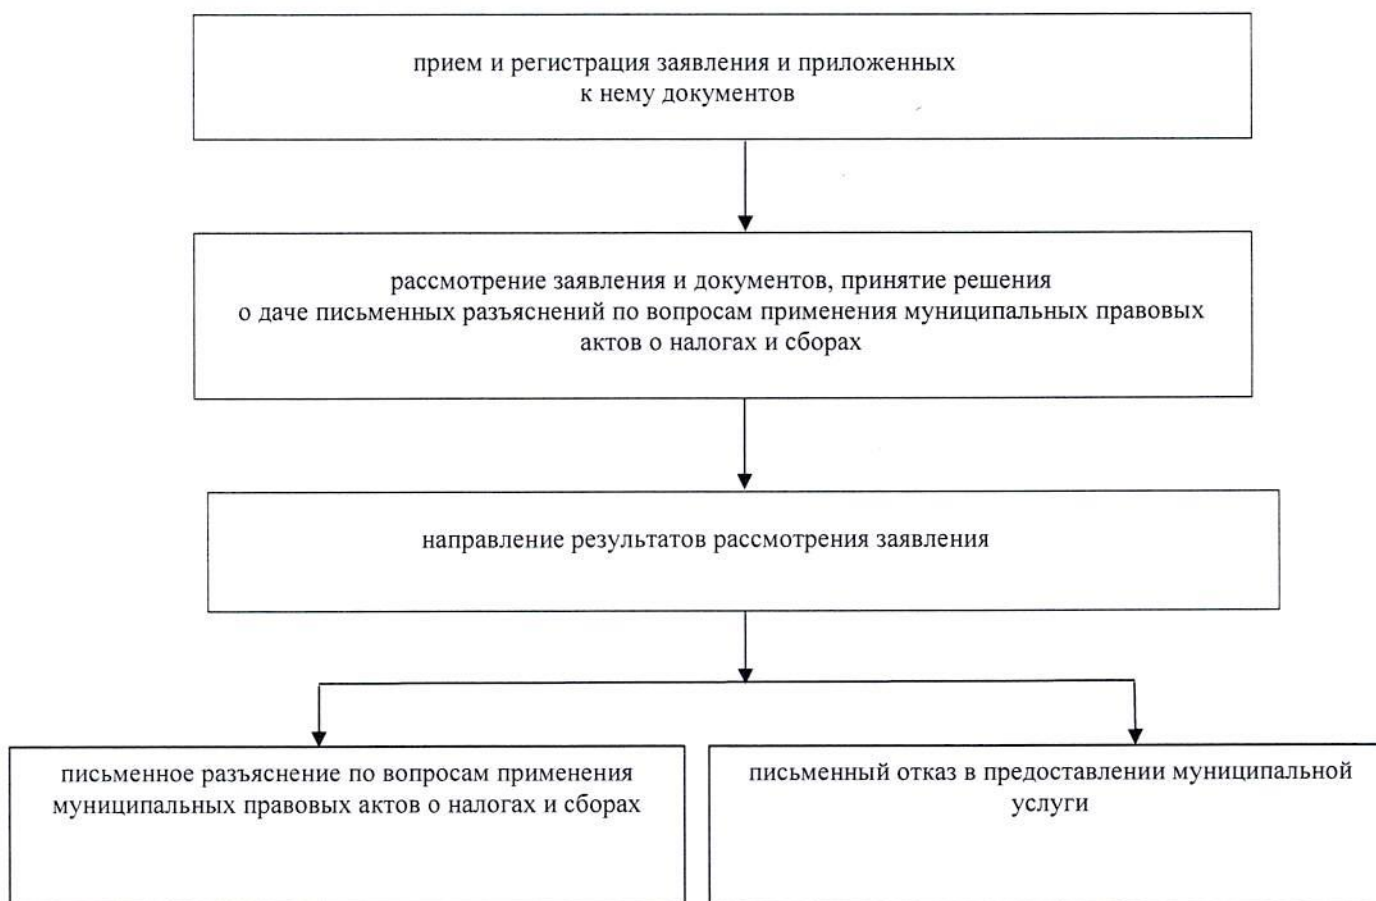 прием и регистрация заявления и приложенных
к нему документов
рассмотрение заявления и документов, принятие решения
о даче письменных разъяснений по вопросам применения муниципальных правовых
актов о налогах и сборах
направление результатов рассмотрения заявления
письменное разъяснение по вопросам применения
муниципальных правовых актов о налогах и сборах
письменный отказ в предоставлении муниципальной
услуги